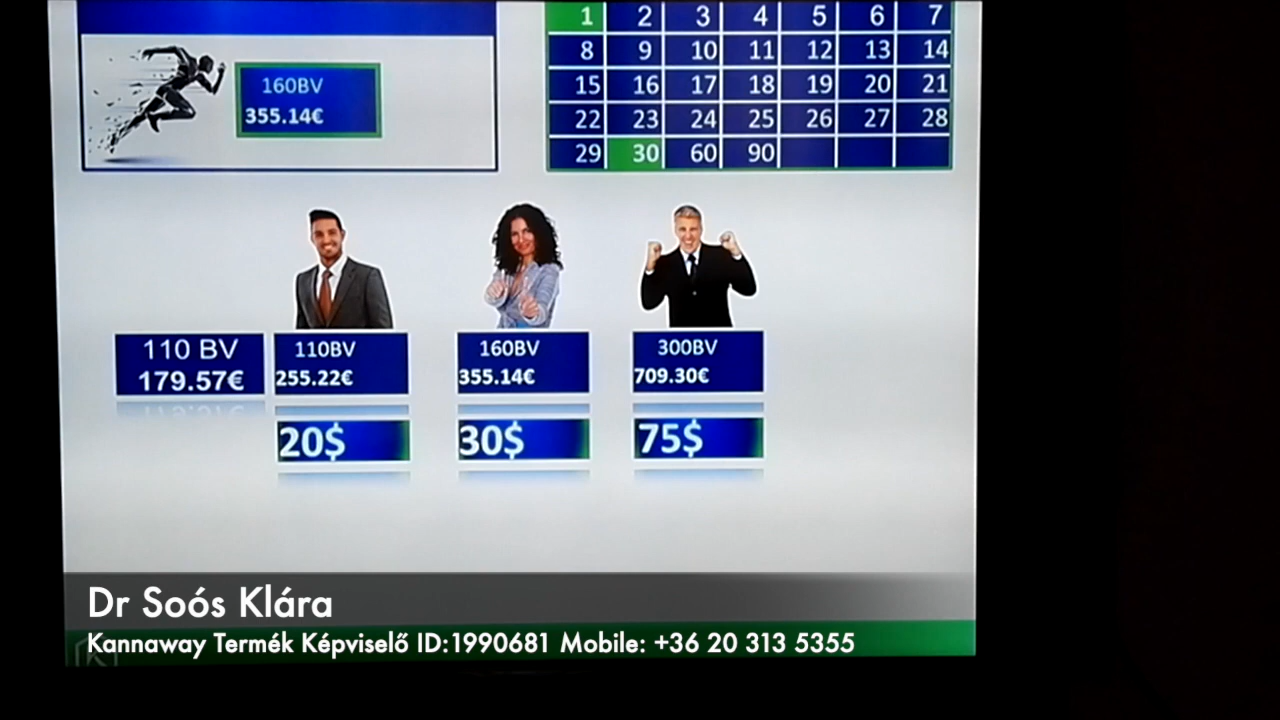 160BV
355.14€
1 2 3 4 5 6 7
8 9 10 11 12 13 14
15 16 17 18 19 20 21
22 23 24 25 26 27 28
29 30 60 90
110 BV
179.57€
110BV
255.22€
160BV
355.14€
300BV
709.30€
20$
30$
75$
Dr Soós Klára
Kannaway Termék Képviselő ID:1990681 Mobile: +36 20 313 5355